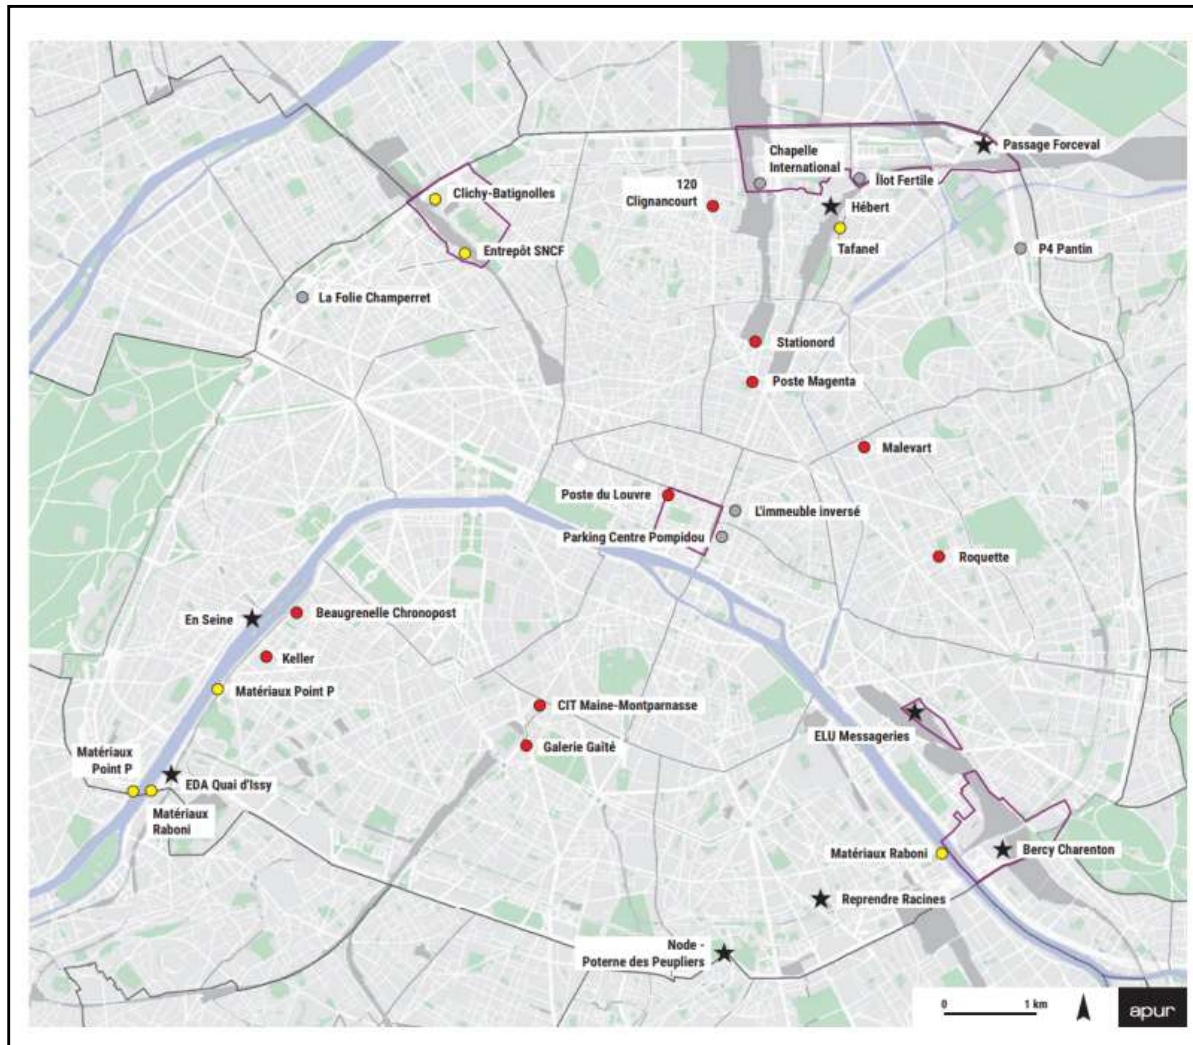 Passage Forceval
Chapelle
International
Îlot Fertile
120
Clignancourt
Clichy-Batignolles
Hébert
Tafanel
Entrepôt SNCF
P4 Pantin
La Folie Champerret
Stationord
Poste Magenta
Malevart
Poste du Louvre
L'immeuble inversé
Parking Centre Pompidou
Roquette
En Seine
Beaugrenelle Chronopost
Keller
Matériaux Point P
CIT Maine-Montparnasse
ELU Messageries
Galerie Gaîté
Matériaux
Point P
EDA Quai d'Issy
Matériaux
Raboni
Matériaux Raboni
Bercy Charenton
Reprendre Racines
Node -
Poterne des Peupliers
0 1 km
apur